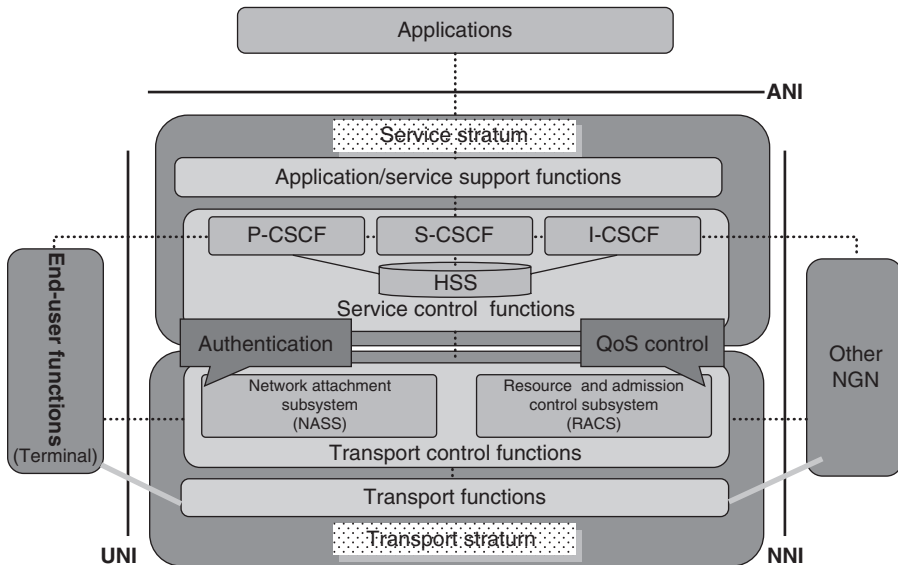 Applications
ANI
Service stratum
Application/service support functions
P-CSCF
S-CSCF
I-CSCF
HSS
Service control functions
End-user functions
(Terminal)
Authentication
QoS control
Other
NGN
Network attachment
subsystem
(NASS)
Resource and admission
control subsystem
(RACS)
Transport control functions
Transport functions
Transport straturn
UNI
NNI